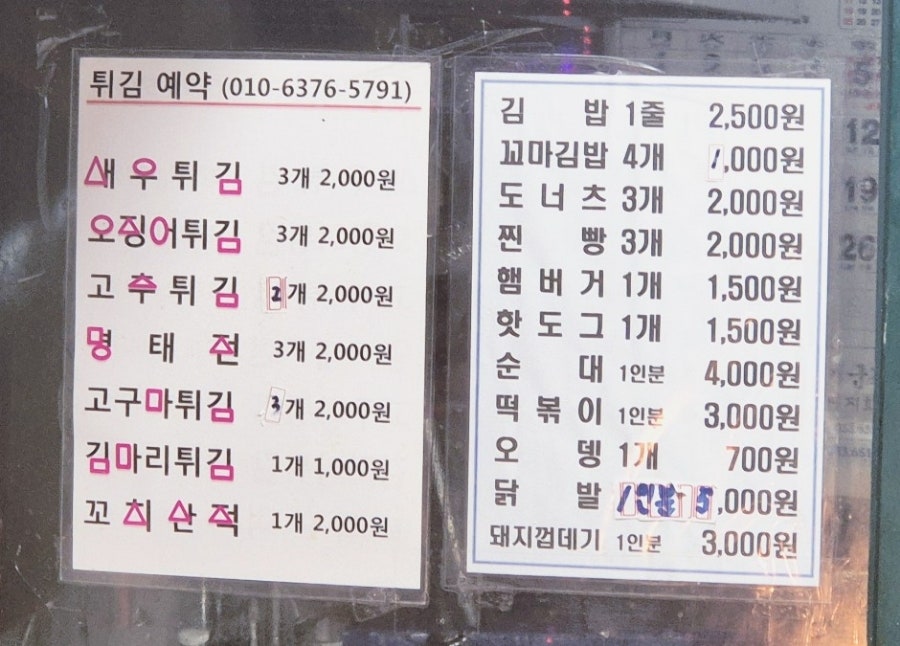 튀김 예약 (010-6376-5791)
새우튀김 3개 2,000원
오징어튀김 3개 2,000원
고추튀김 2개 2,000원
명태전 3개 2,000원
고구마튀김 3개 2,000원
김마리튀김 1개 1,000원
꼬치산적 1개 2,000원
김밥 1줄 2,500원
꼬마김밥 4개 1,000원
도너츠 3개 2,000원
찐빵 3개 2,000원
햄버거 1개 1,500원
핫도그 1개 1,500원
순대 1인분 4,000원
떡볶이 1인분 3,000원
오뎅 1개 700원
닭발 1인분 5,000원
돼지껍데기 1인분 3,000원
5
12
19
26